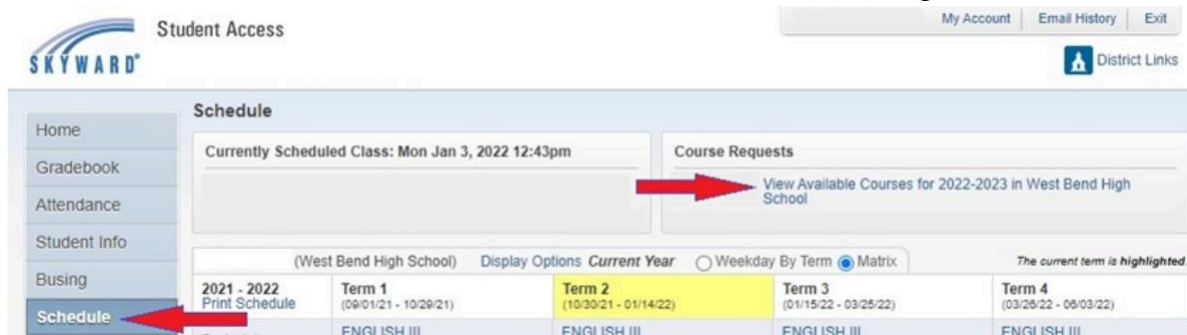 Student Access
My Account
Email History
Exit
SKYWARD®
District Links
Home
Gradebook
Attendance
Student Info
Busing
Schedule
Schedule
Currently Scheduled Class: Mon Jan 3, 2022 12:43pm
Course Requests
View Available Courses for 2022-2023 in West Bend High
School
(West Bend High School) Display Options Current Year Weekday By Term Matrix The current term is highlighted.
2021 - 2022 Term 1 Term 2 Term 3 Term 4
Print Schedule (09/01/21 - 10/29/21) (10/30/21 - 01/14/22) (01/15/22 - 03/25/22) (03/26/22 - 06/03/22)
ENGLISH III ENGLISH III ENGLISH III ENGLISH III